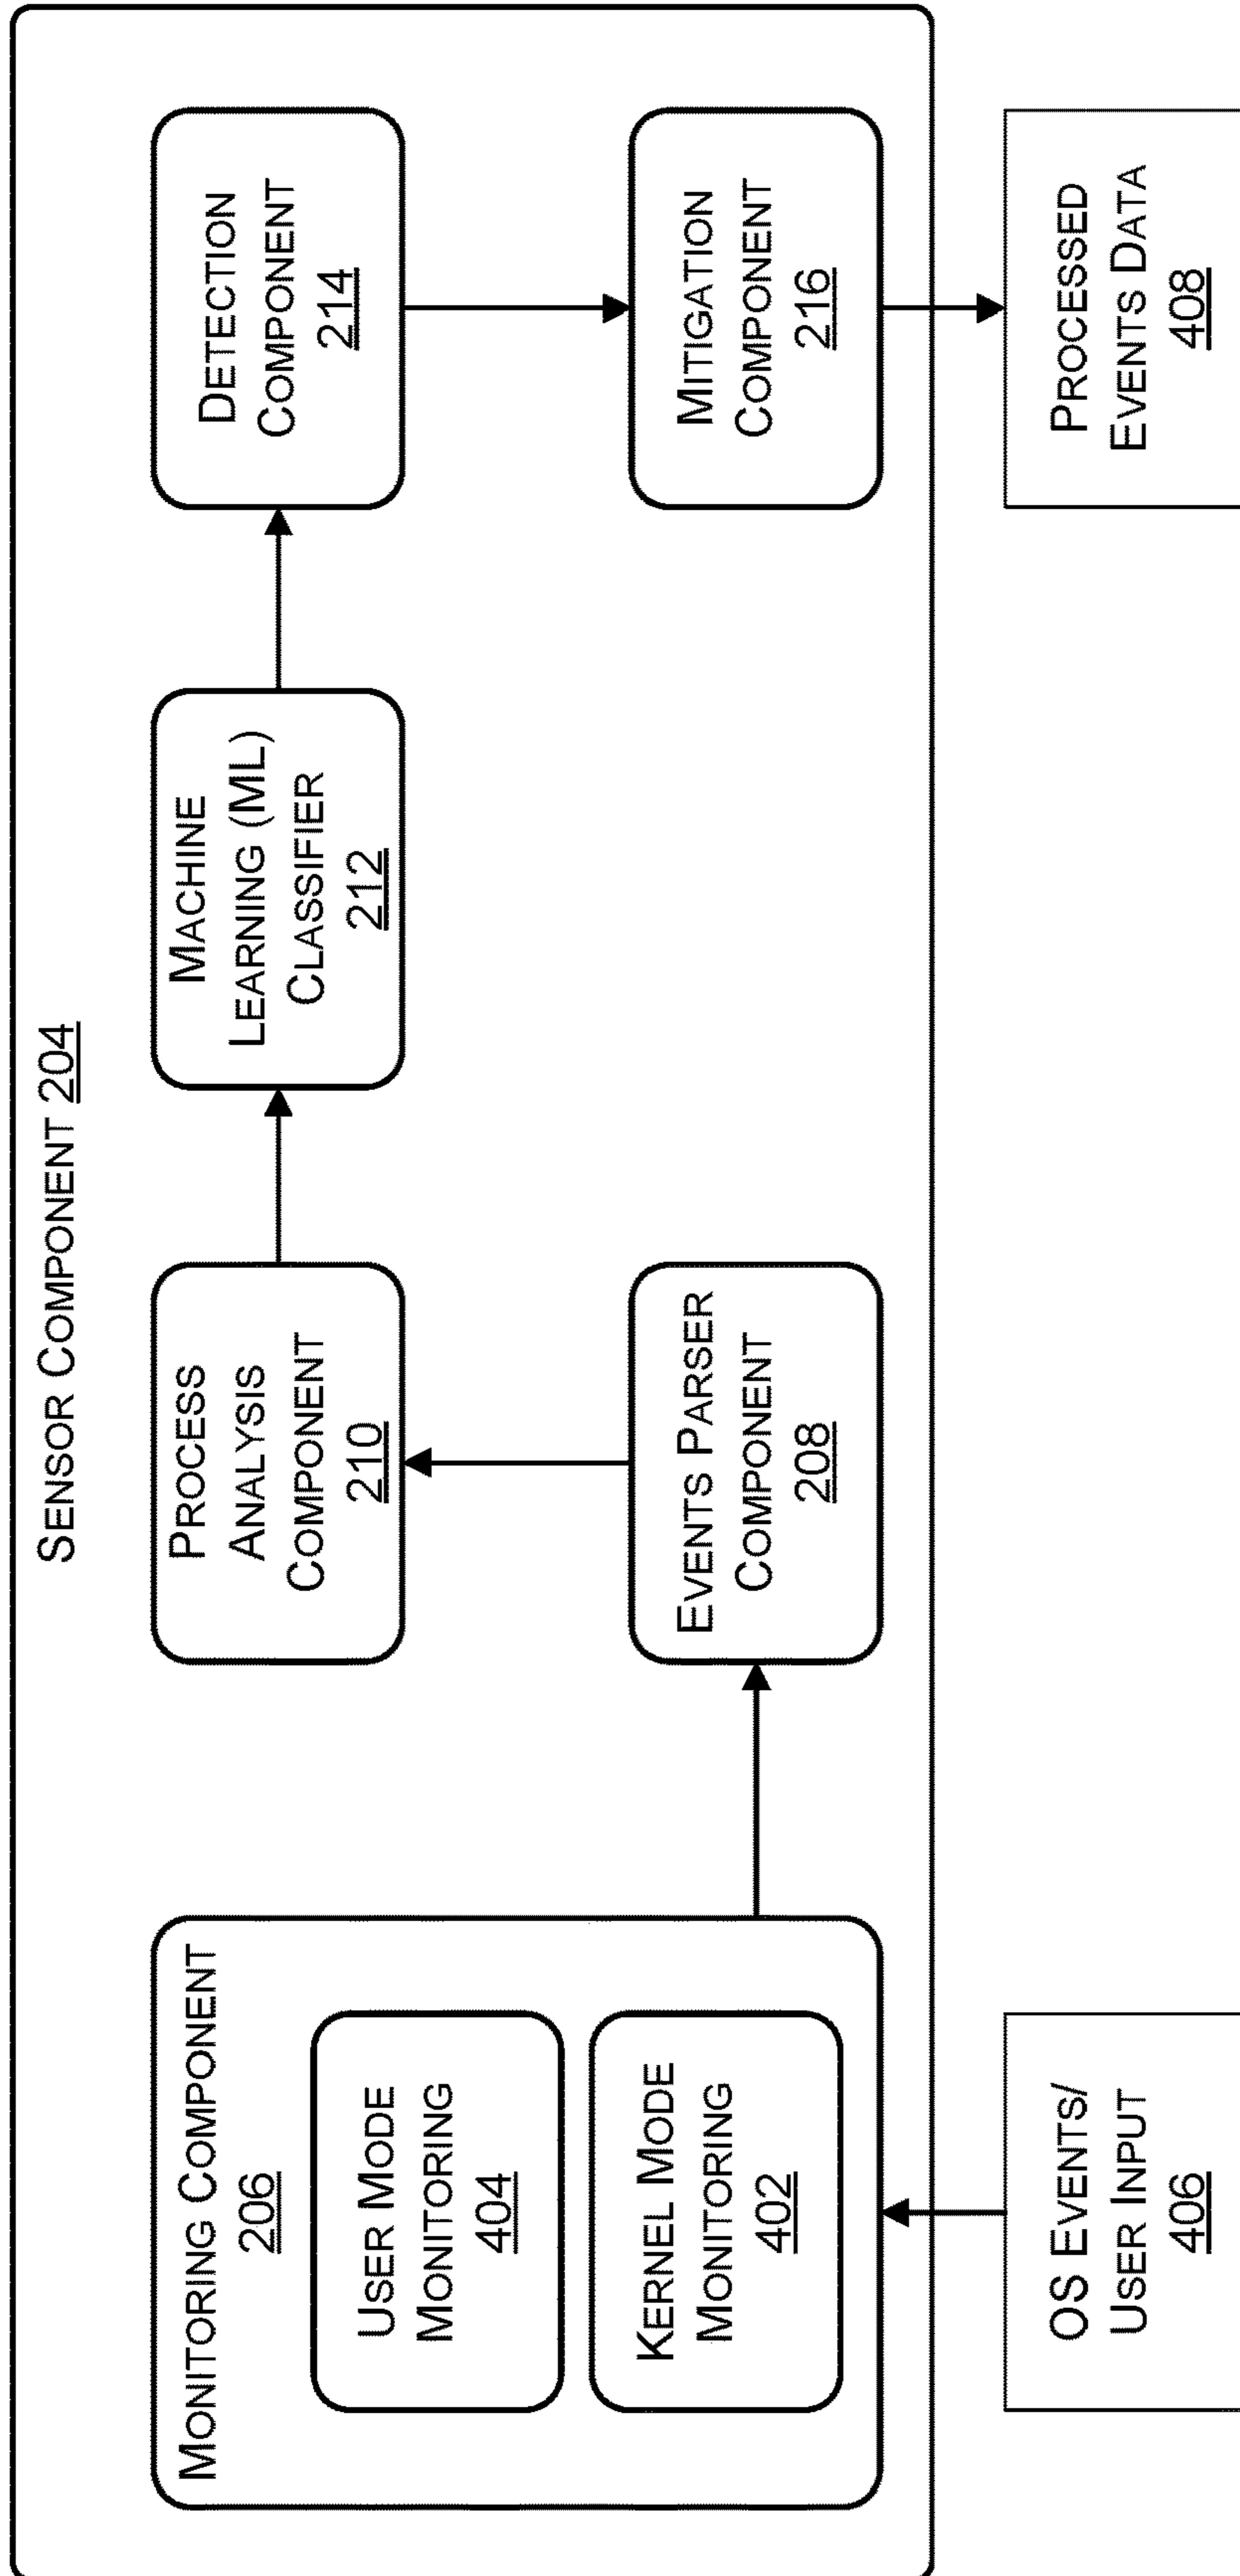 SENSOR COMPONENT 204
MONITORING COMPONENT
206
USER MODE
MONITORING
404
KERNEL MODE
MONITORING
402
OS EVENTS/
USER INPUT
406
EVENTS PARSER
COMPONENT
208
PROCESS
ANALYSIS
COMPONENT
210
MACHINE
LEARNING (ML)
CLASSIFIER
212
DETECTION
COMPONENT
214
MITIGATION
COMPONENT
216
PROCESSED
EVENTS DATA
408